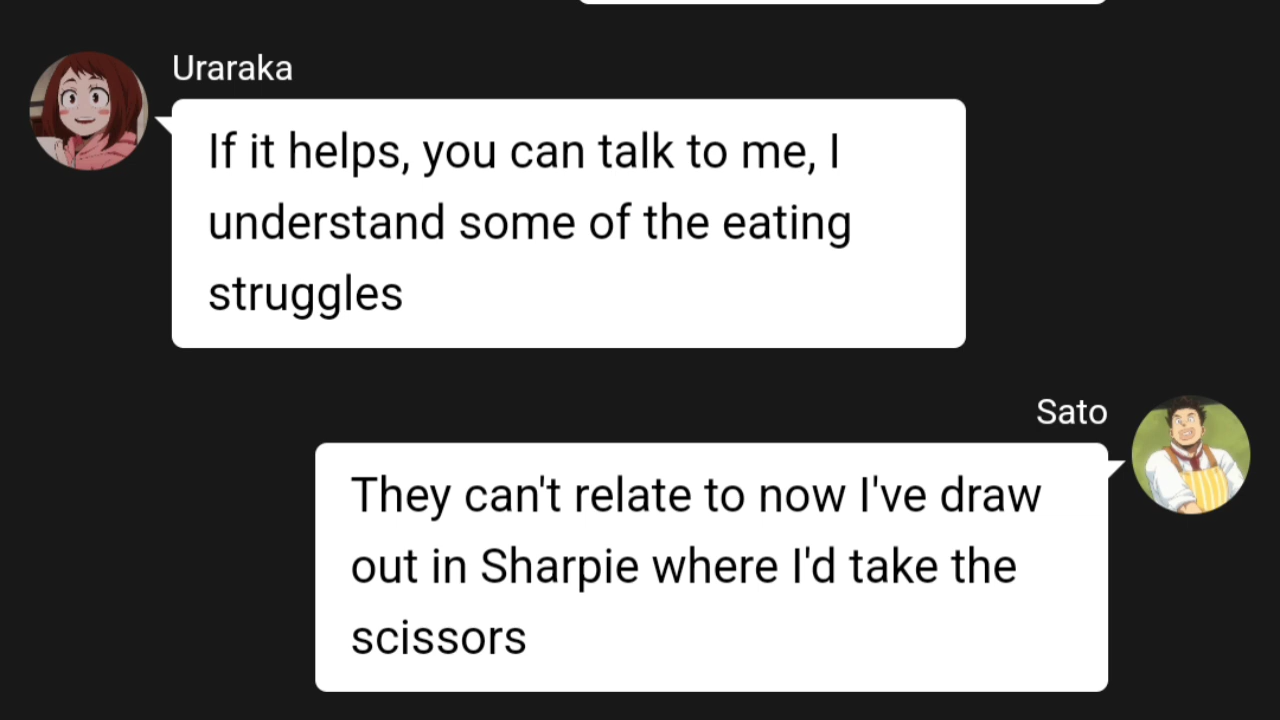 Uraraka
If it helps, you can talk to me, I
understand some of the eating
struggles
Sato
They can't relate to now I've draw
out in Sharpie where I'd take the
scissors